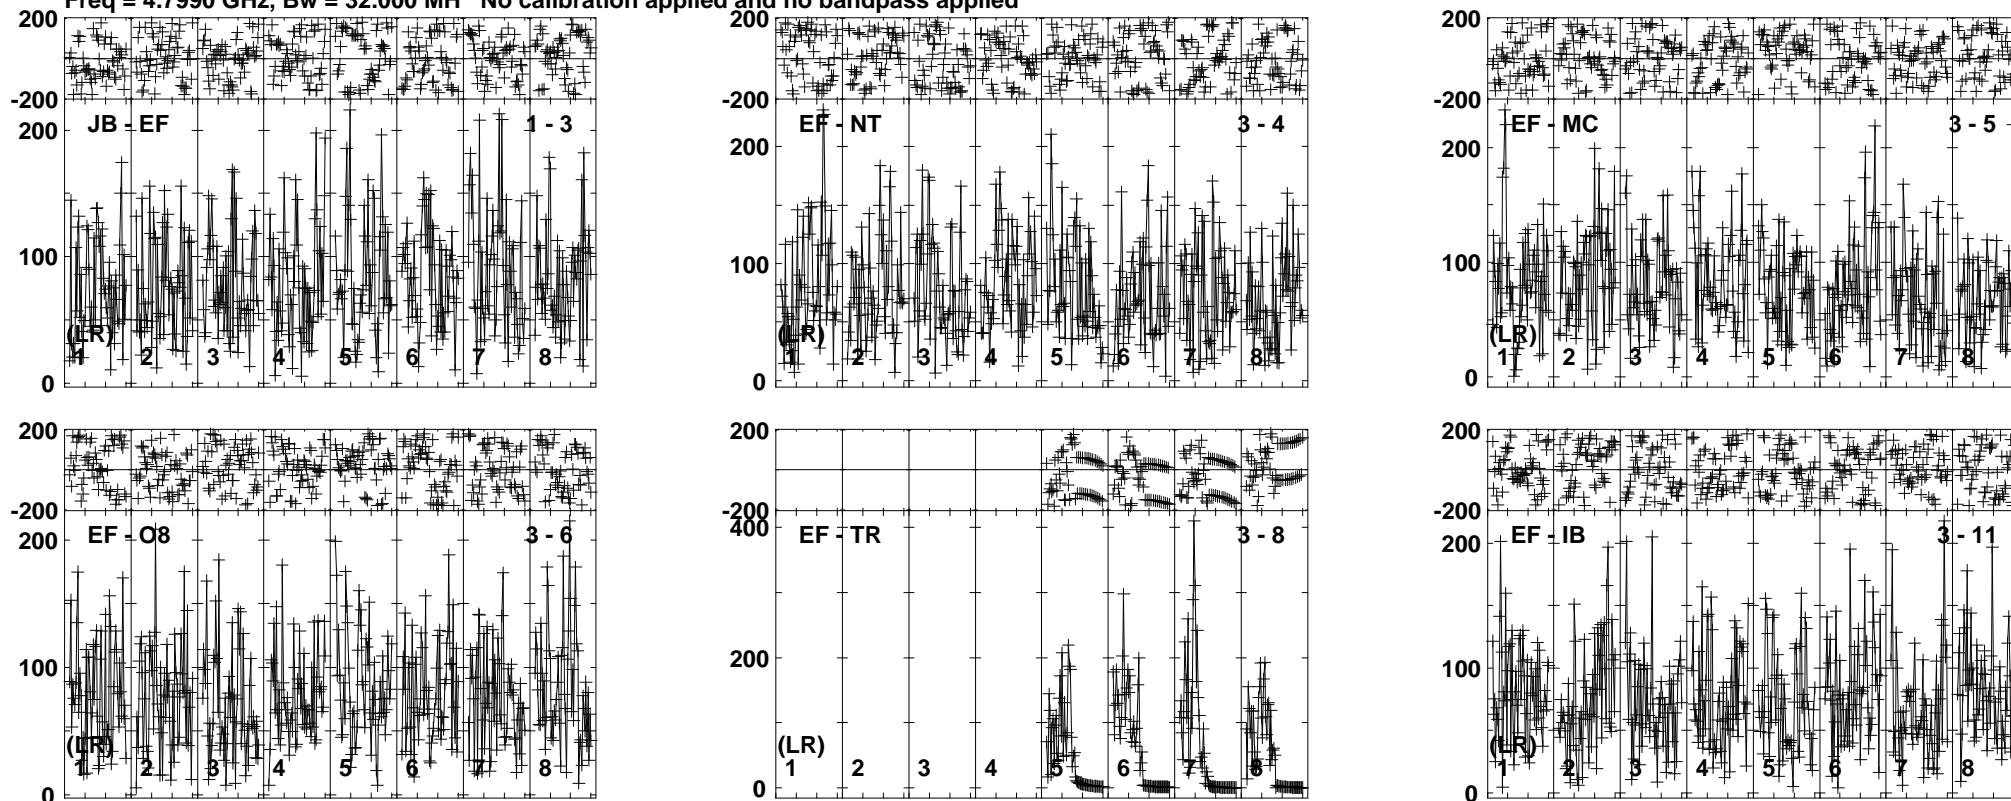 Freq = 4.7990 GHz, Bw = 32.000 MH No calibration applied and no bandpass applied
200
-200
JB - EF
1 - 3
200
100
0
(LR)
1 2 3 4 5 6 7 8
200
-200
EF - NT
3 - 4
200
100
0
(LR)
1 2 3 4 5 6 7 8
200
-200
EF - MC
3 - 5
200
100
0
(LR)
1 2 3 4 5 6 7 8
200
-200
EF - O8
3 - 6
200
100
0
(LR)
1 2 3 4 5 6 7 8
200
-200
EF - TR
3 - 8
400
200
0
(LR)
1 2 3 4 5 6 7 8
200
-200
EF - IB
3 - 11
200
100
0
(LR)
1 2 3 4 5 6 7 8